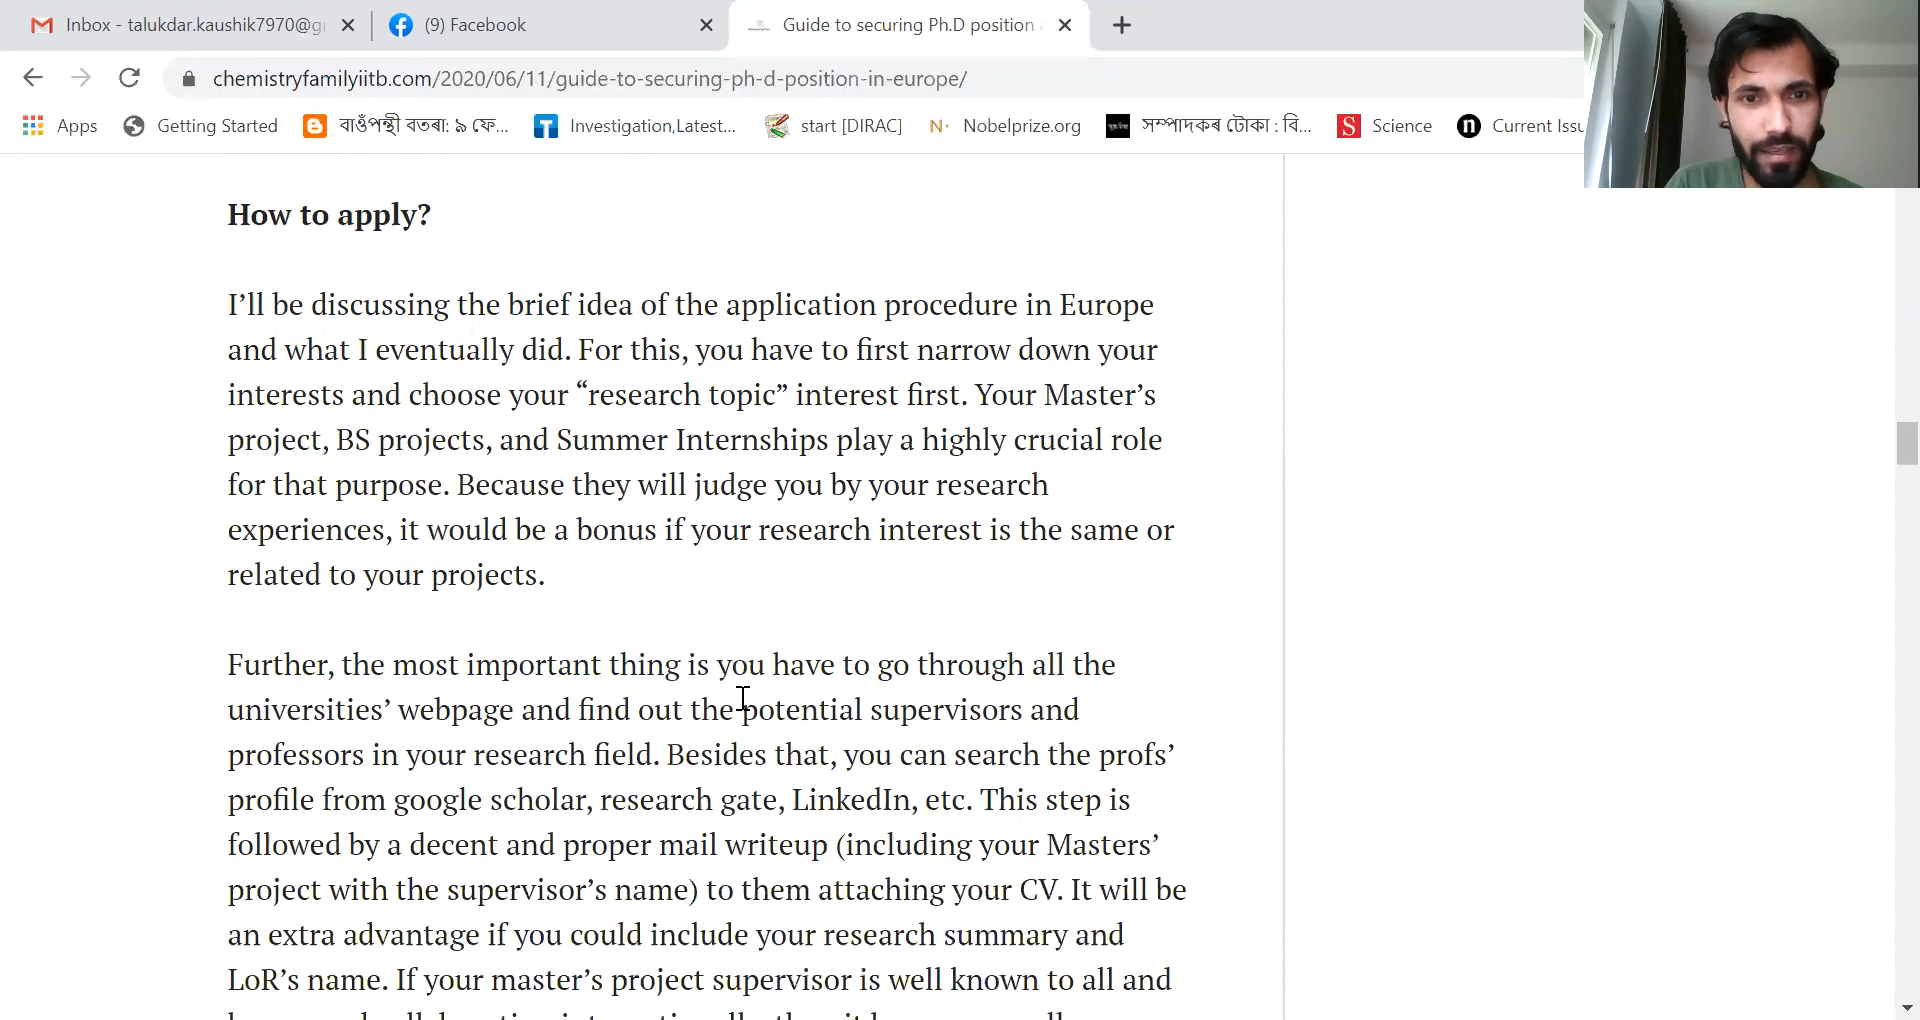 Inbox - talukdar.kaushik7970@g
(9) Facebook
Guide to securing Ph.D position
chemistryfamilyiitb.com/2020/06/11/guide-to-securing-ph-d-position-in-europe/
Apps
Getting Started
বাওঁপন্থী বতৰা: ৯ ফে...
Investigation,Latest...
start [DIRAC]
Nobelprize.org
সম্পাদকৰ টোকা : বি...
Science
Current Issu
How to apply?
I’ll be discussing the brief idea of the application procedure in Europe
and what I eventually did. For this, you have to first narrow down your
interests and choose your “research topic” interest first. Your Master’s
project, BS projects, and Summer Internships play a highly crucial role
for that purpose. Because they will judge you by your research
experiences, it would be a bonus if your research interest is the same or
related to your projects.
Further, the most important thing is you have to go through all the
universities’ webpage and find out the potential supervisors and
professors in your research field. Besides that, you can search the profs’
profile from google scholar, research gate, LinkedIn, etc. This step is
followed by a decent and proper mail writeup (including your Masters’
project with the supervisor’s name) to them attaching your CV. It will be
an extra advantage if you could include your research summary and
LoR’s name. If your master’s project supervisor is well known to all and